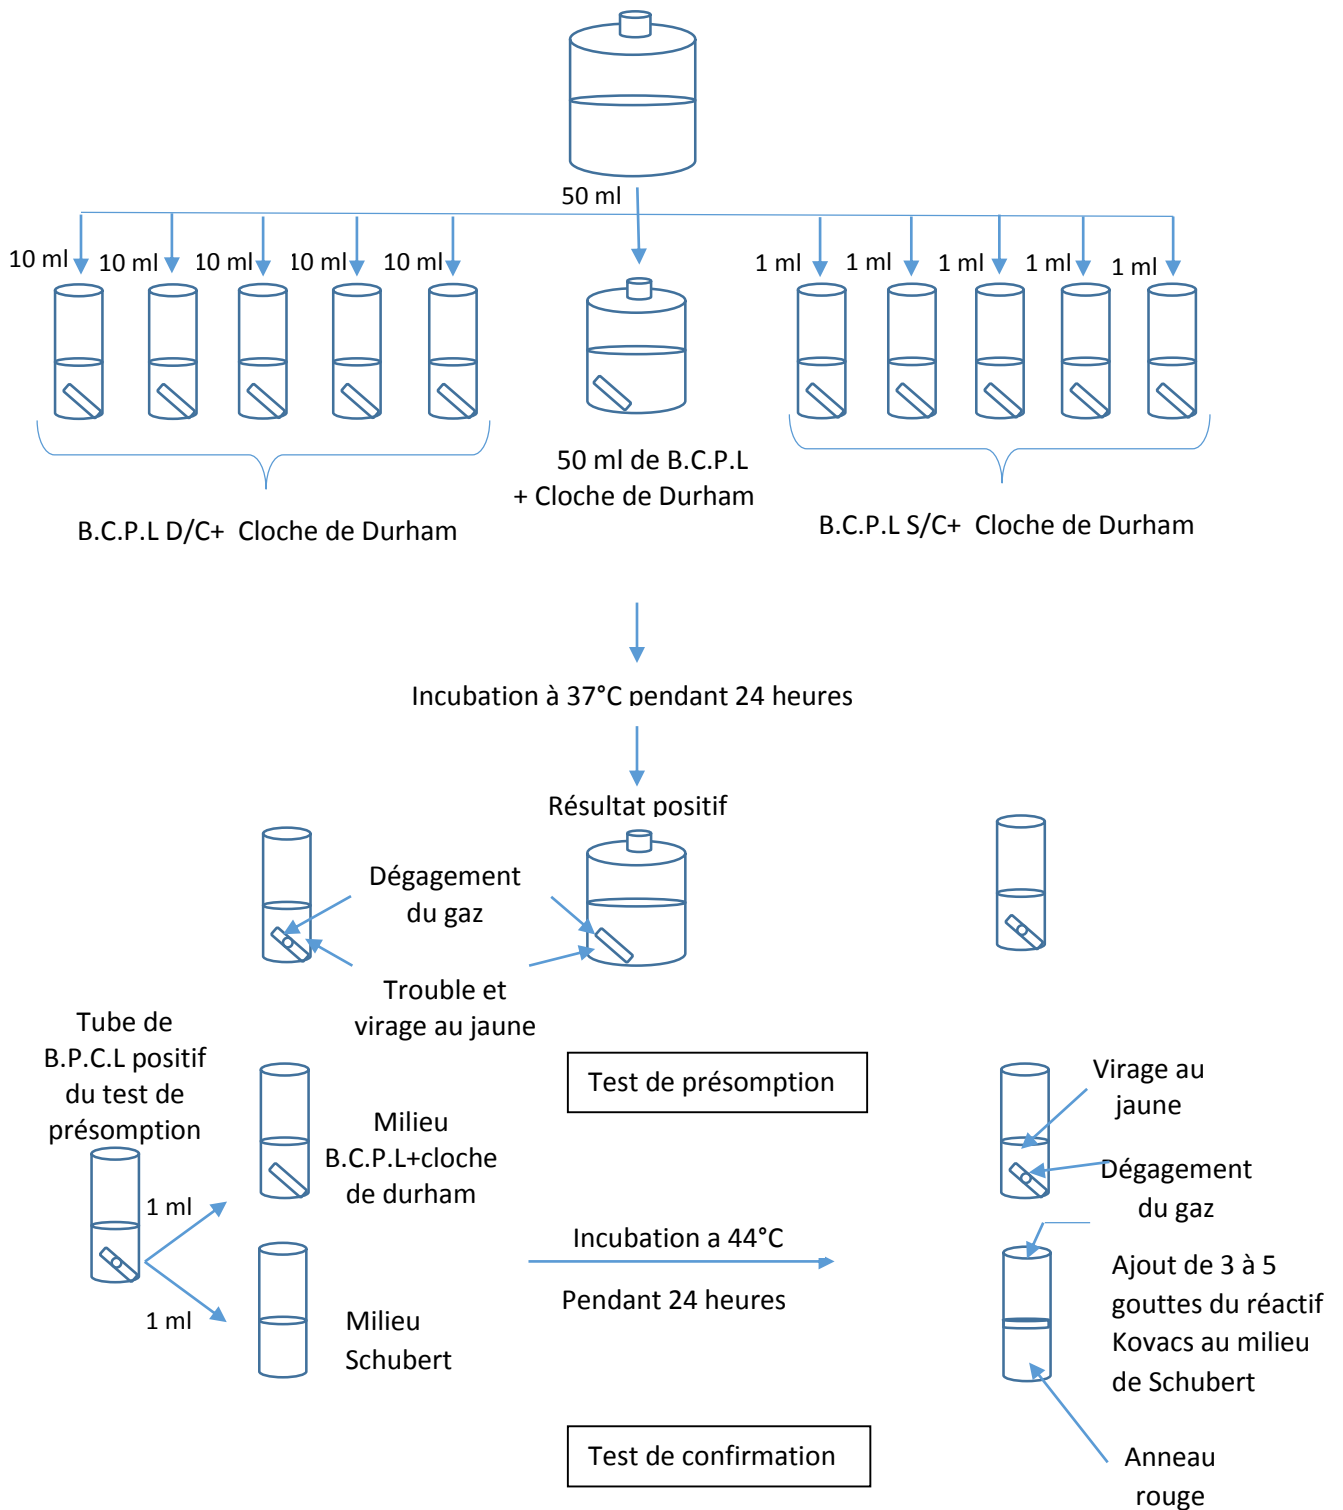 50 ml
10 ml
10 ml
10 ml
10 ml
10 ml
1 ml
1 ml
1 ml
1 ml
1 ml
50 ml de B.C.P.L
+ Cloche de Durham
B.C.P.L D/C+ Cloche de Durham
B.C.P.L S/C+ Cloche de Durham
Incubation à 37°C pendant 24 heures
Résultat positif
Dégagement
du gaz
Trouble et
virage au jaune
Test de présomption
Tube de
B.P.C.L positif
du test de
présomption
1 ml
1 ml
Milieu
B.C.P.L+cloche
de durham
Milieu
Schubert
Incubation a 44°C
Pendant 24 heures
Virage au
jaune
Dégagement
du gaz
Ajout de 3 à 5
gouttes du réactif
Kovacs au milieu
de Schubert
Anneau
rouge
Test de confirmation